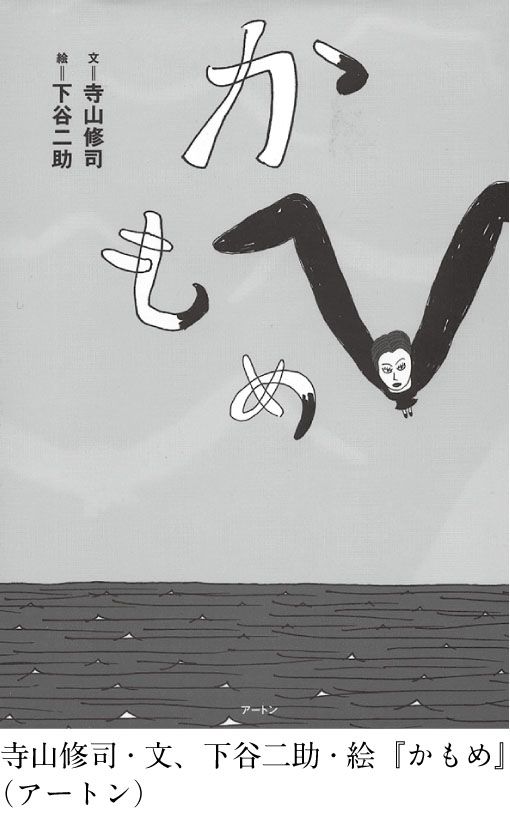 かもめ
文=寺山修司
絵=下谷二助
アートン
寺山修司・文、下谷二助・絵『かもめ』
（アートン）